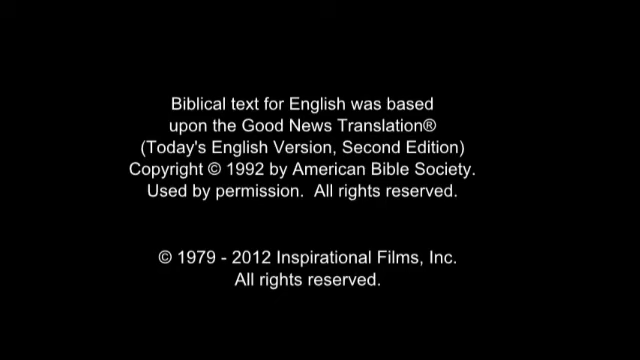 Biblical text for English was based
upon the Good News Translation®
(Today's English Version, Second Edition)
Copyright © 1992 by American Bible Society.
Used by permission.  All rights reserved.
© 1979 - 2012 Inspirational Films, Inc.
All rights reserved.